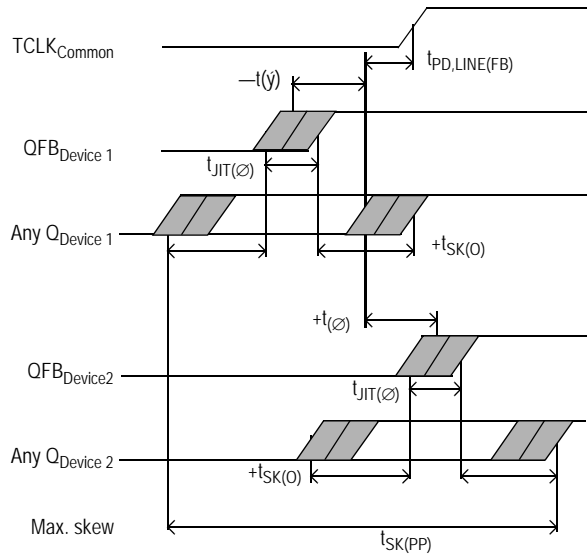 TCLKCommon
tPD,LINE(FB)
—t(ý)
QFBDevice 1
tJIT(∅)
Any QDevice 1
+tSK(O)
+t(∅)
QFBDevice2
tJIT(∅)
Any QDevice 2
+tSK(O)
Max. skew
tSK(PP)